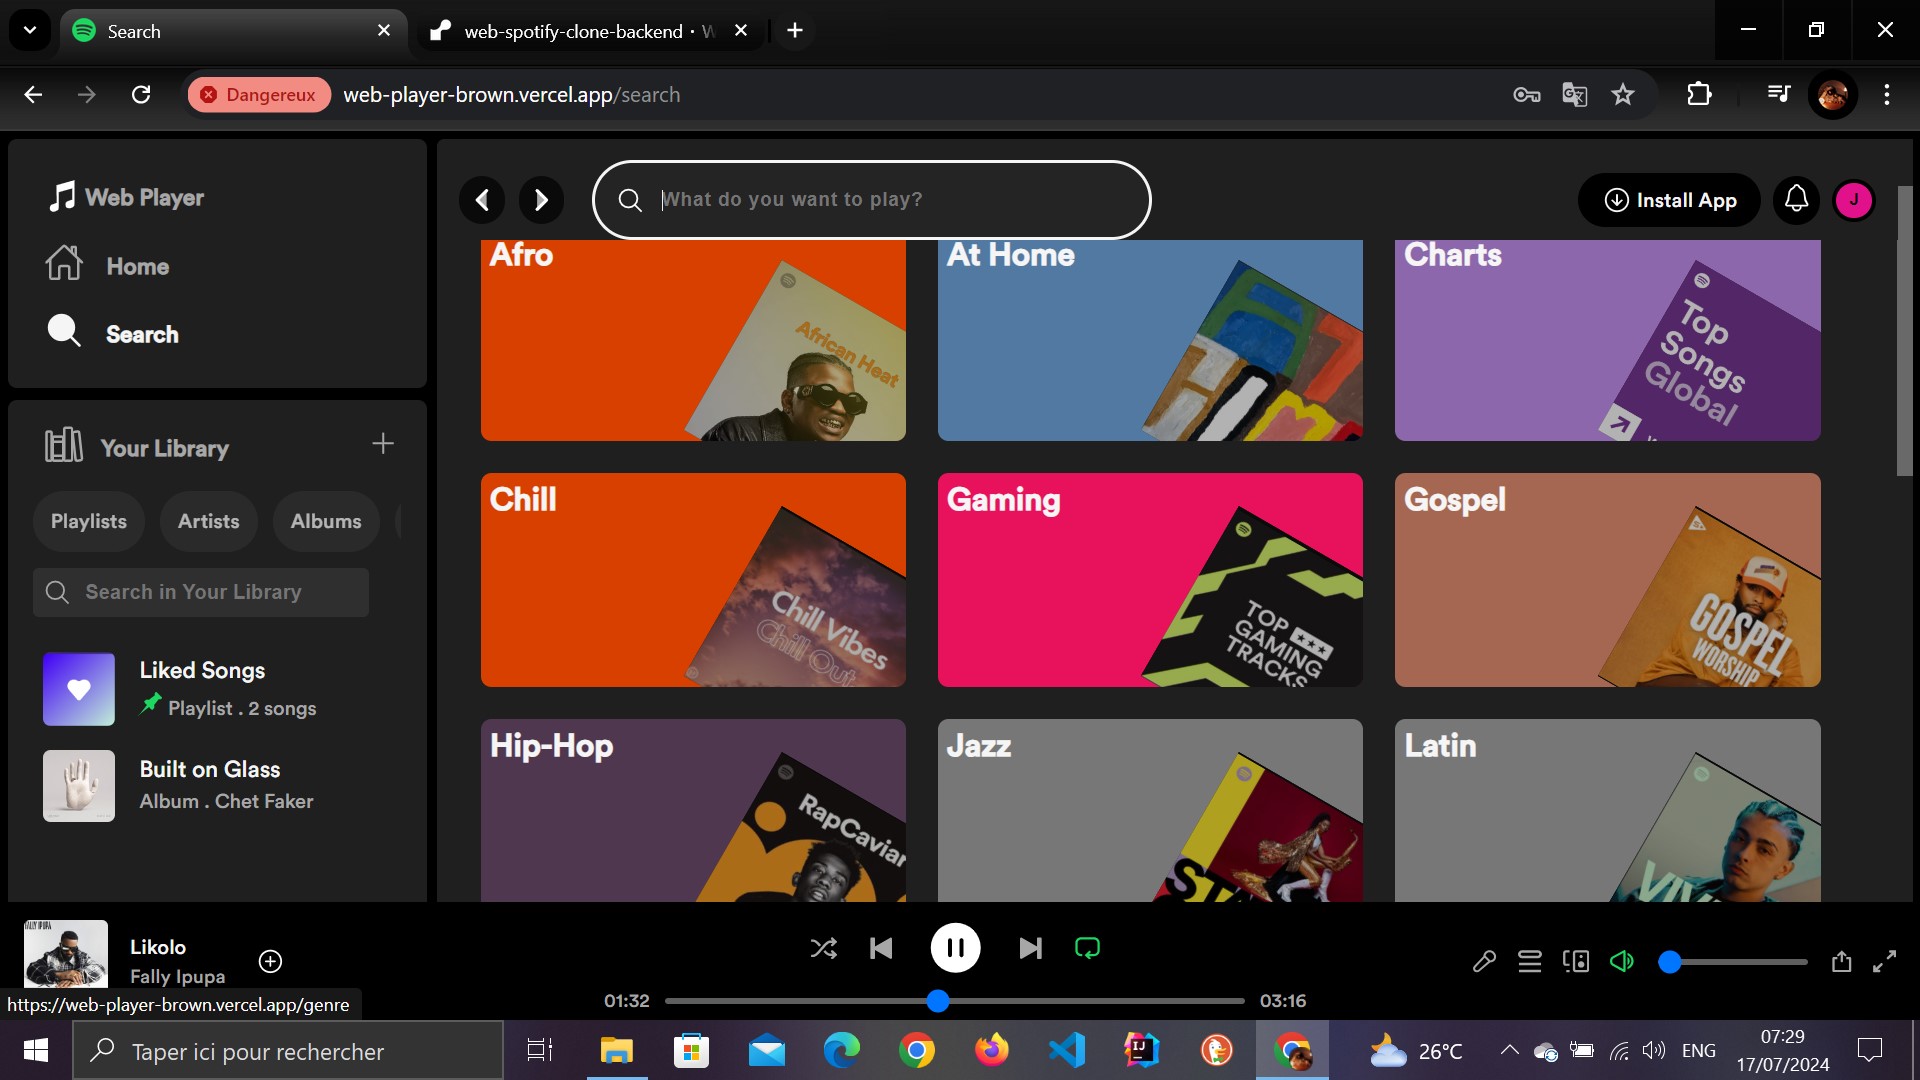 Search
web-spotify-clone-backend · W
Dangereux
web-player-brown.vercel.app/search
Web Player
Home
Search
Your Library
Playlists
Artists
Albums
Search in Your Library
Liked Songs
Playlist . 2 songs
Built on Glass
Album . Chet Faker
What do you want to play?
Install App
J
Afro
African Heat
At Home
Charts
Top
Songs
Global
Chill
Chill Vibes
Chill Out
Gaming
TOP
GAMING
TRACKS
Gospel
GOSPEL
WORSHIP
Hip-Hop
RapCaviar
Jazz
Latin
FALLY IPUPA
Likolo
Fally Ipupa
01:32
03:16
https://web-player-brown.vercel.app/genre
Taper ici pour rechercher
26°C
ENG
07:29
17/07/2024